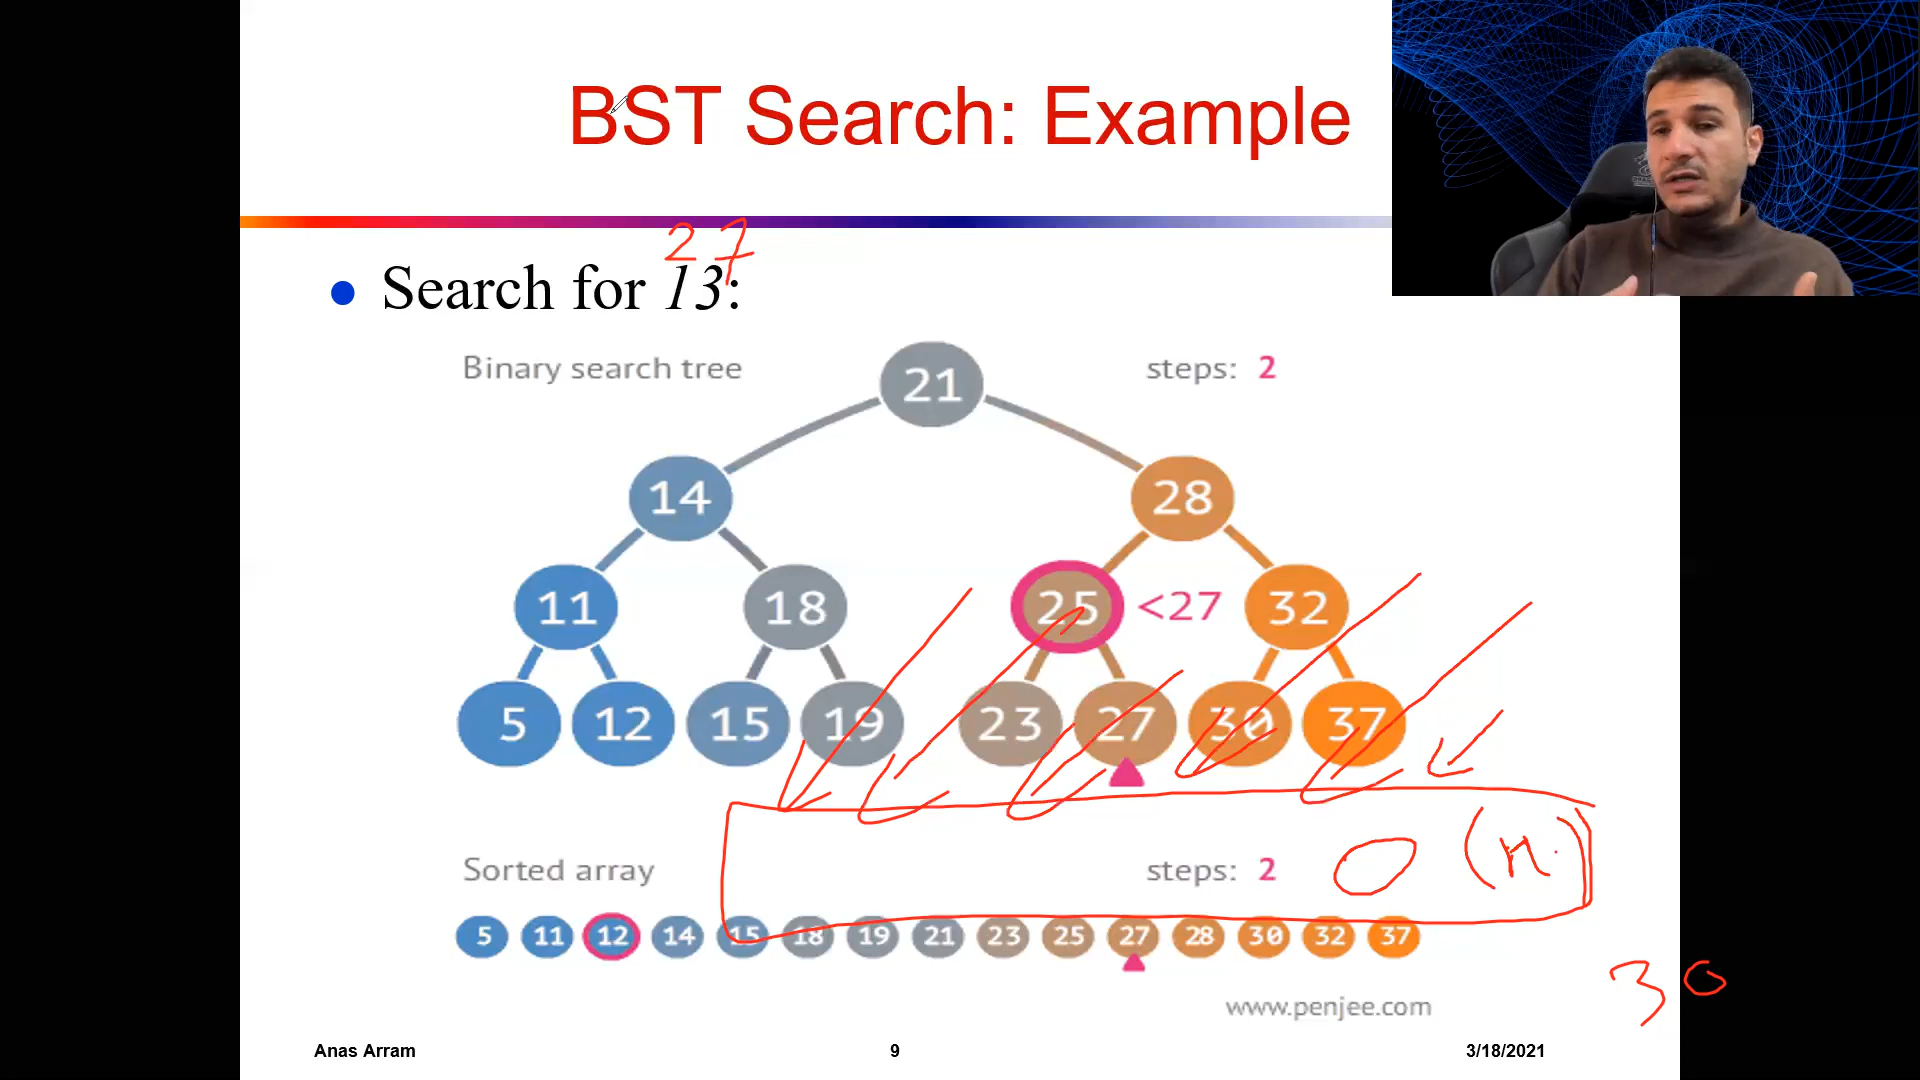 BST Search: Example
27
Search for 13:
Binary search tree
steps: 2
21
14 28
11 18 25 <27 32
5 12 15 19 23 27 30 37
Sorted array
steps: 2
O (n)
5 11 12 14 15 18 19 21 23 25 27 28 30 32 37
30
www.penjee.com
Anas Arram
9
3/18/2021